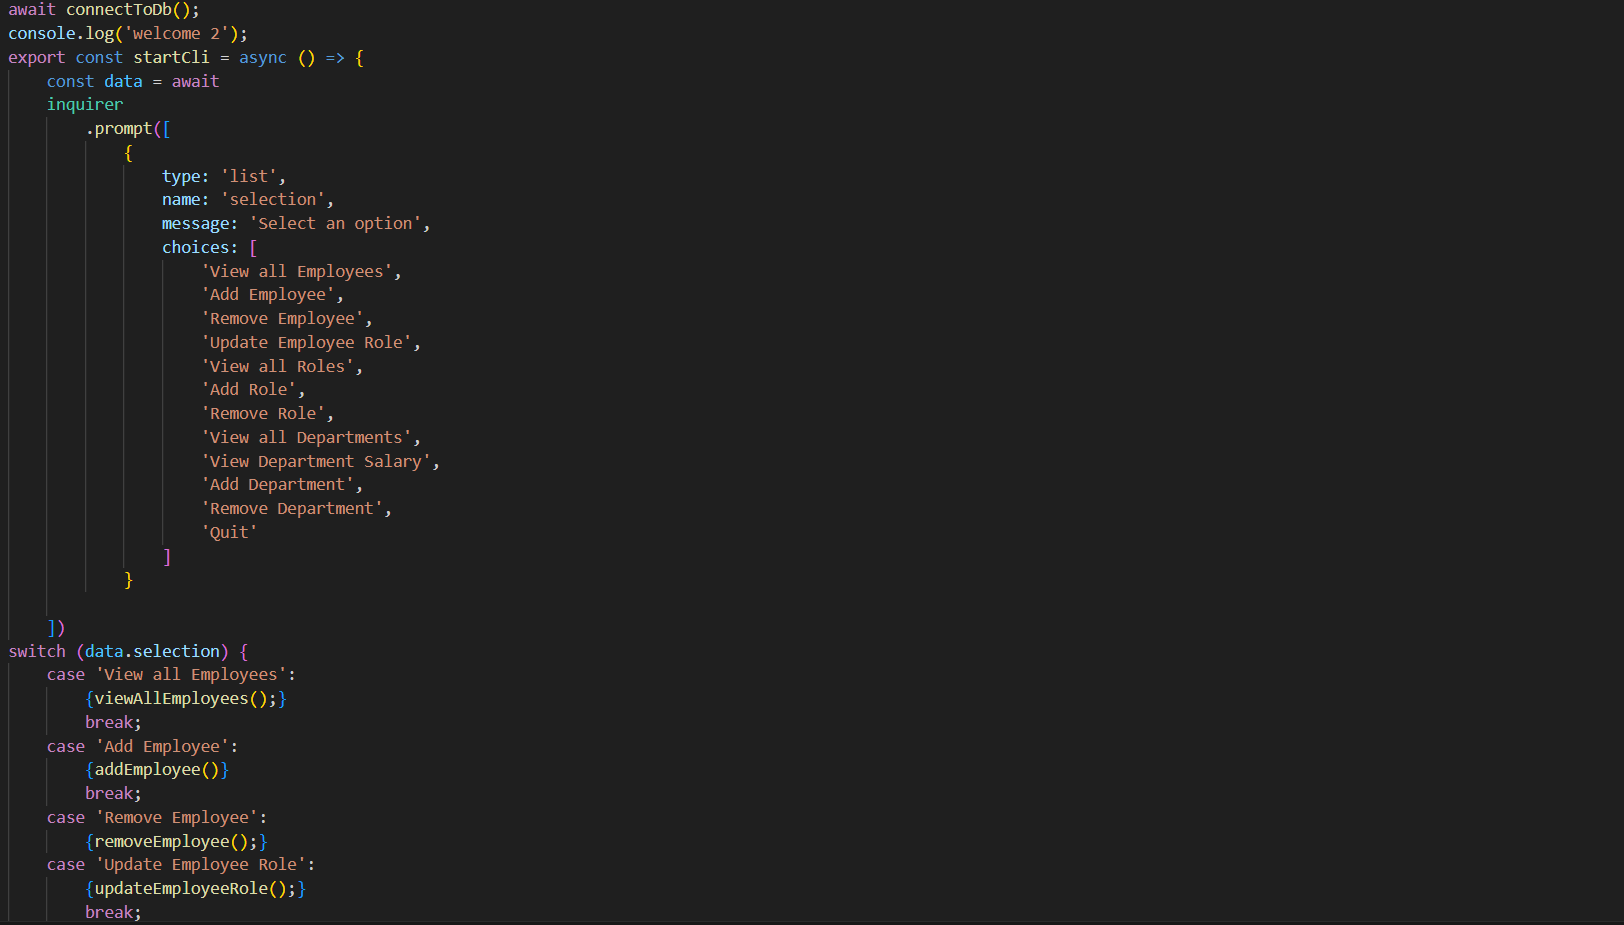 await connectToDb();
console.log('welcome 2');
export const startCli = async () => {
    const data = await
    inquirer
        .prompt([
            {
                type: 'list',
                name: 'selection',
                message: 'Select an option',
                choices: [
                    'View all Employees',
                    'Add Employee',
                    'Remove Employee',
                    'Update Employee Role',
                    'View all Roles',
                    'Add Role',
                    'Remove Role',
                    'View all Departments',
                    'View Department Salary',
                    'Add Department',
                    'Remove Department',
                    'Quit'
                ]
            }

    ])
switch (data.selection) {
    case 'View all Employees':
        {viewAllEmployees();}
        break;
    case 'Add Employee':
        {addEmployee()}
        break;
    case 'Remove Employee':
        {removeEmployee();}
    case 'Update Employee Role':
        {updateEmployeeRole();}
        break;